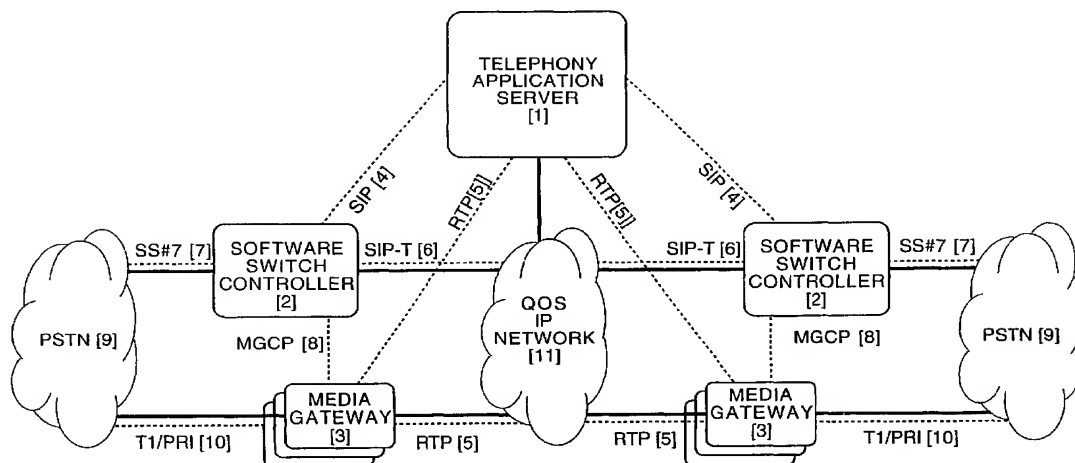 TELEPHONY
APPLICATION
SERVER
[1]
SIP [4]
RTP[5]]
RTP[5]]
SIP [4]
SS#7 [7]
SOFTWARE
SWITCH
CONTROLLER
[2]
SIP-T [6]
SIP-T [6]
SOFTWARE
SWITCH
CONTROLLER
[2]
SS#7 [7]
PSTN [9]
MGCP [8]
QOS
IP
NETWORK
[11]
MGCP [8]
PSTN [9]
T1/PRI [10]
MEDIA
GATEWAY
[3]
RTP [5]
RTP [5]
MEDIA
GATEWAY
[3]
T1/PRI [10]